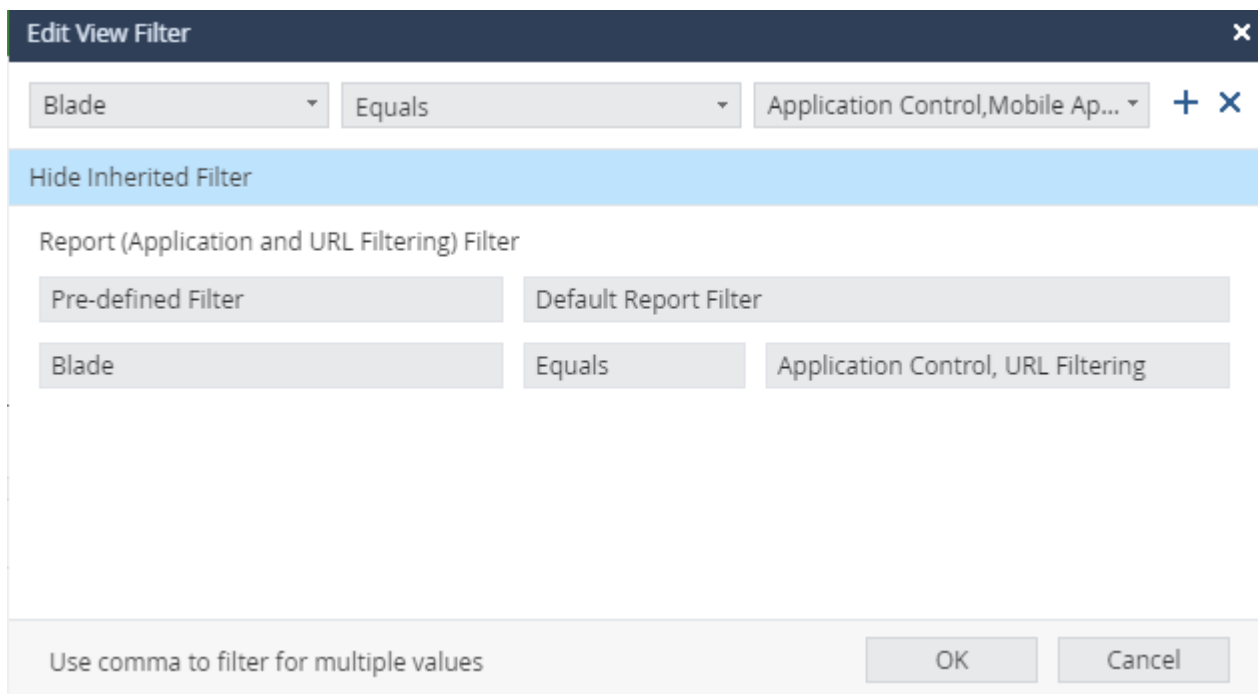 Edit View Filter
Blade Equals Application Control,Mobile Ap...
Hide Inherited Filter
Report (Application and URL Filtering) Filter
Pre-defined Filter Default Report Filter
Blade Equals Application Control, URL Filtering
Use comma to filter for multiple values OK Cancel